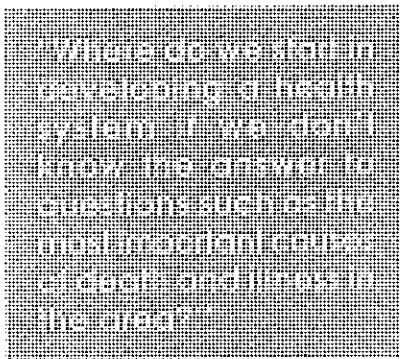 "Where do we start in
developing a health
system if we don't
know the answer to
questions such as the
most important causes
of death and illness in
the area?"